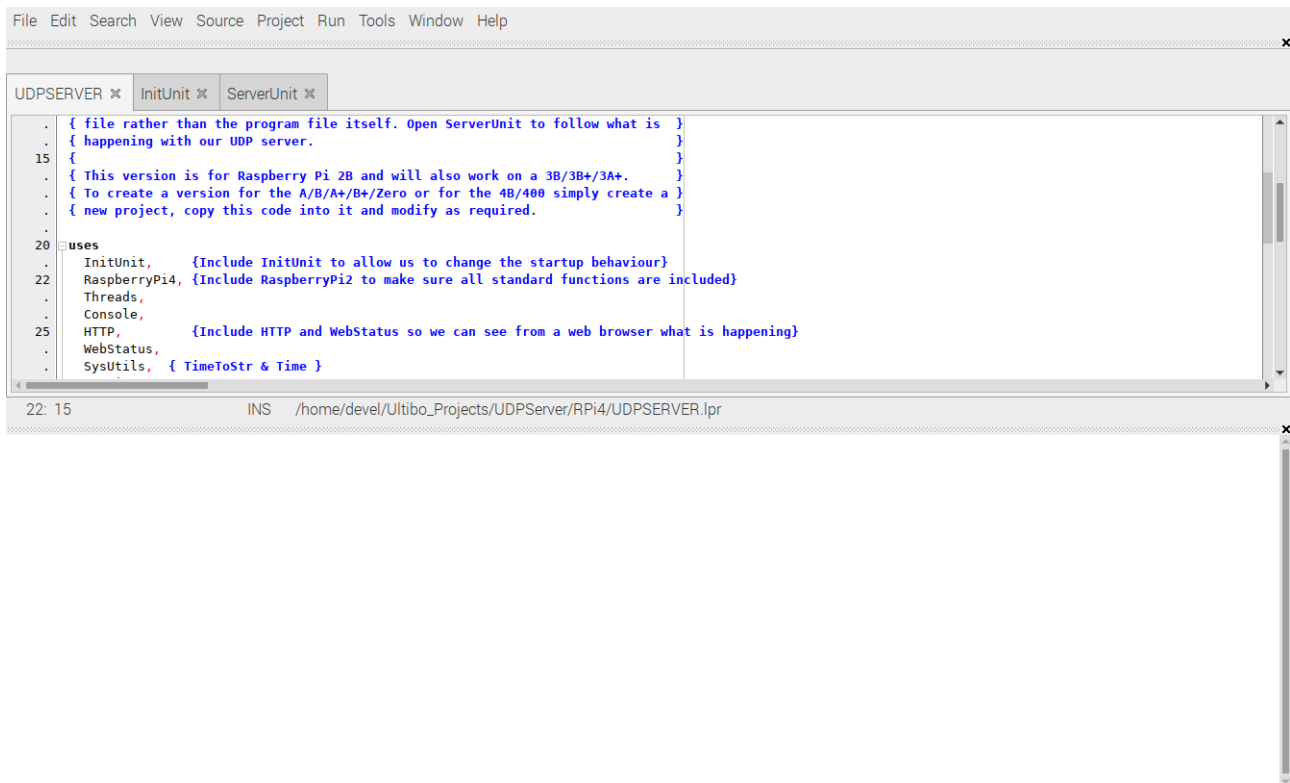 File Edit Search View Source Project Run Tools Window Help
UDPSERVER InitUnit ServerUnit
. { file rather than the program file itself. Open ServerUnit to follow what is }
. { happening with our UDP server. }
15 { }
. { This version is for Raspberry Pi 2B and will also work on a 3B/3B+/3A+. }
. { To create a version for the A/B/A+/B+/Zero or for the 4B/400 simply create a }
. { new project, copy this code into it and modify as required. }
.
20 uses
. InitUnit, {Include InitUnit to allow us to change the startup behaviour}
22 RaspberryPi4, {Include RaspberryPi2 to make sure all standard functions are included}
. Threads,
. Console,
25 HTTP, {Include HTTP and WebStatus so we can see from a web browser what is happening}
. WebStatus,
. SysUtils, { TimeToStr & Time }
22: 15 INS /home/devel/Ultibo_Projects/UDPServer/RPi4/UDPSERVER.lpr